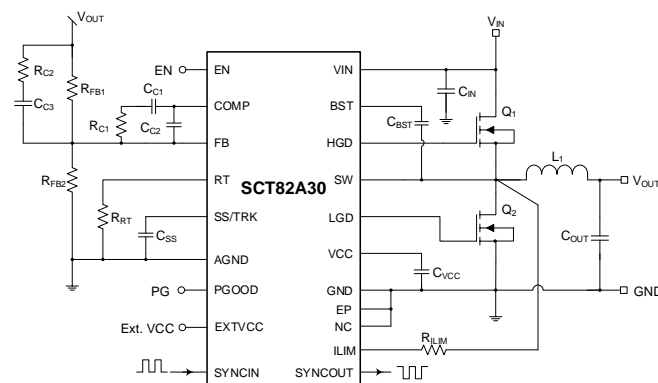 VOUT
VIN
EN
EN
VIN
RC2
CC1
CIN
COMP
BST
Q1
CC3
RFB1
RC1
CC2
CBST
FB
HGD
L1
RFB2
RT
SCT82A30
SW
VOUT
RRT
SS/TRK
LGD
Q2
CSS
COUT
VCC
AGND
CVCC
PG
PGOOD
GND
GND
EP
Ext. VCC
EXTVCC
NC
RILIM
ILIM
SYNCIN
SYNCOUT